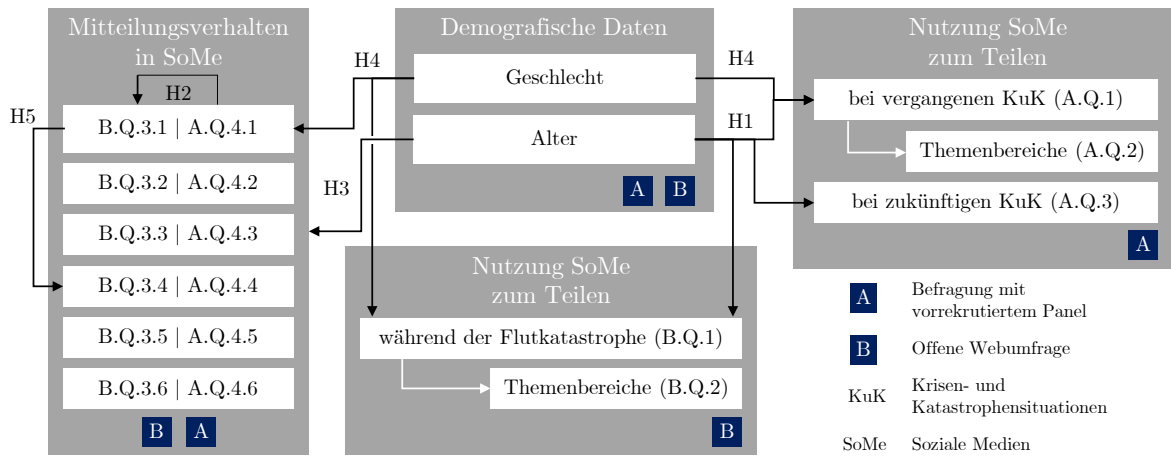 Mitteilungsverhalten
in SoMe
H2
H5
B.Q.3.1 | A.Q.4.1
B.Q.3.2 | A.Q.4.2
B.Q.3.3 | A.Q.4.3
B.Q.3.4 | A.Q.4.4
B.Q.3.5 | A.Q.4.5
B.Q.3.6 | A.Q.4.6
B A
H4
H3
Demografische Daten
Geschlecht
Alter
A B
H4
H1
Nutzung SoMe
zum Teilen
während der Flutkatastrophe (B.Q.1)
Themenbereiche (B.Q.2)
B
Nutzung SoMe
zum Teilen
bei vergangenen KuK (A.Q.1)
Themenbereiche (A.Q.2)
bei zukünftigen KuK (A.Q.3)
A
A Befragung mit
vorrekrutiertem Panel
B Offene Webumfrage
KuK Krisen- und
Katastrophensituationen
SoMe Soziale Medien